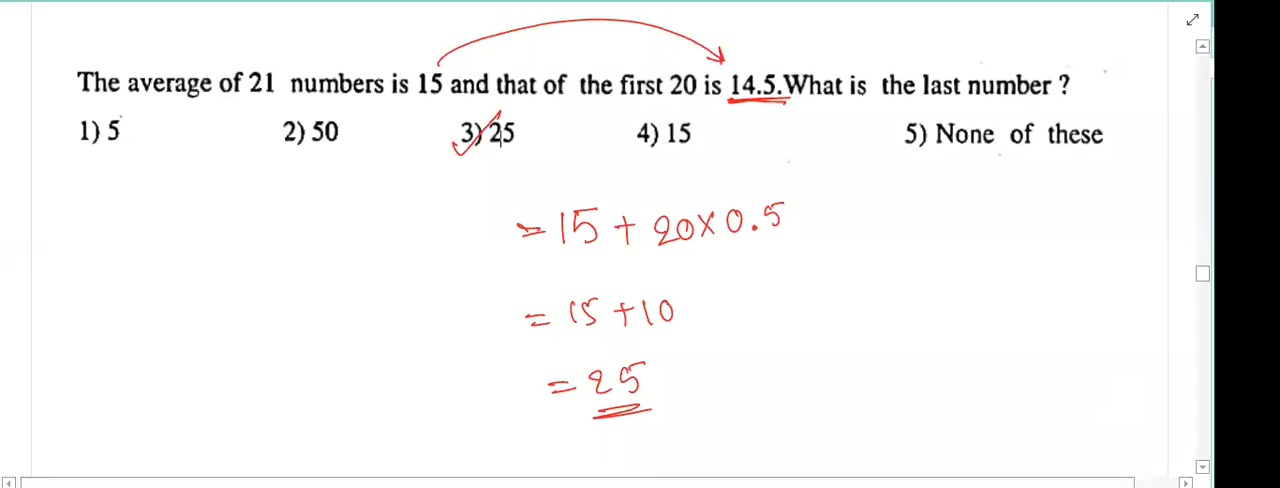 The average of 21 numbers is 15 and that of the first 20 is 14.5.What is the last number ?
1) 5 2) 50 3) 25 4) 15 5) None of these
= 15 + 20 × 0.5
= 15 + 10
= 25